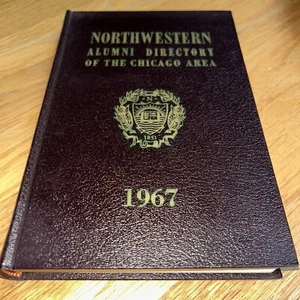 NORTHWESTERN
ALUMNI DIRECTORY
OF THE CHICAGO AREA
N
1851
1967